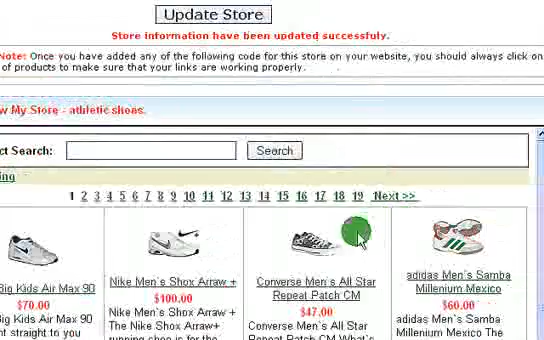 Update Store
Store information have been updated successfuly.
Note: Once you have added any of the following code for this store on your website, you should always click on
of products to make sure that your links are working properly.
w My Store - athletic shoes.
ct Search: Search
ing
1 2 3 4 5 6 7 8 9 10 11 12 13 14 15 16 17 18 19 Next >>
Big Kids Air Max 90
$70.00
Big Kids Air Max
nt straight to you
Nike Men`s Shox Arraw +
$100.00
Nike Men`s Shox Arraw +
The Nike Shox Arraw+
running shoe is for the
Converse Men`s All Star
Repeat Patch CM
$47.00
Converse Men`s All Star
Repeat Patch CM What's
adidas Men`s Samba
Millenium Mexico
$60.00
adidas Men`s Samba
Millenium Mexico The